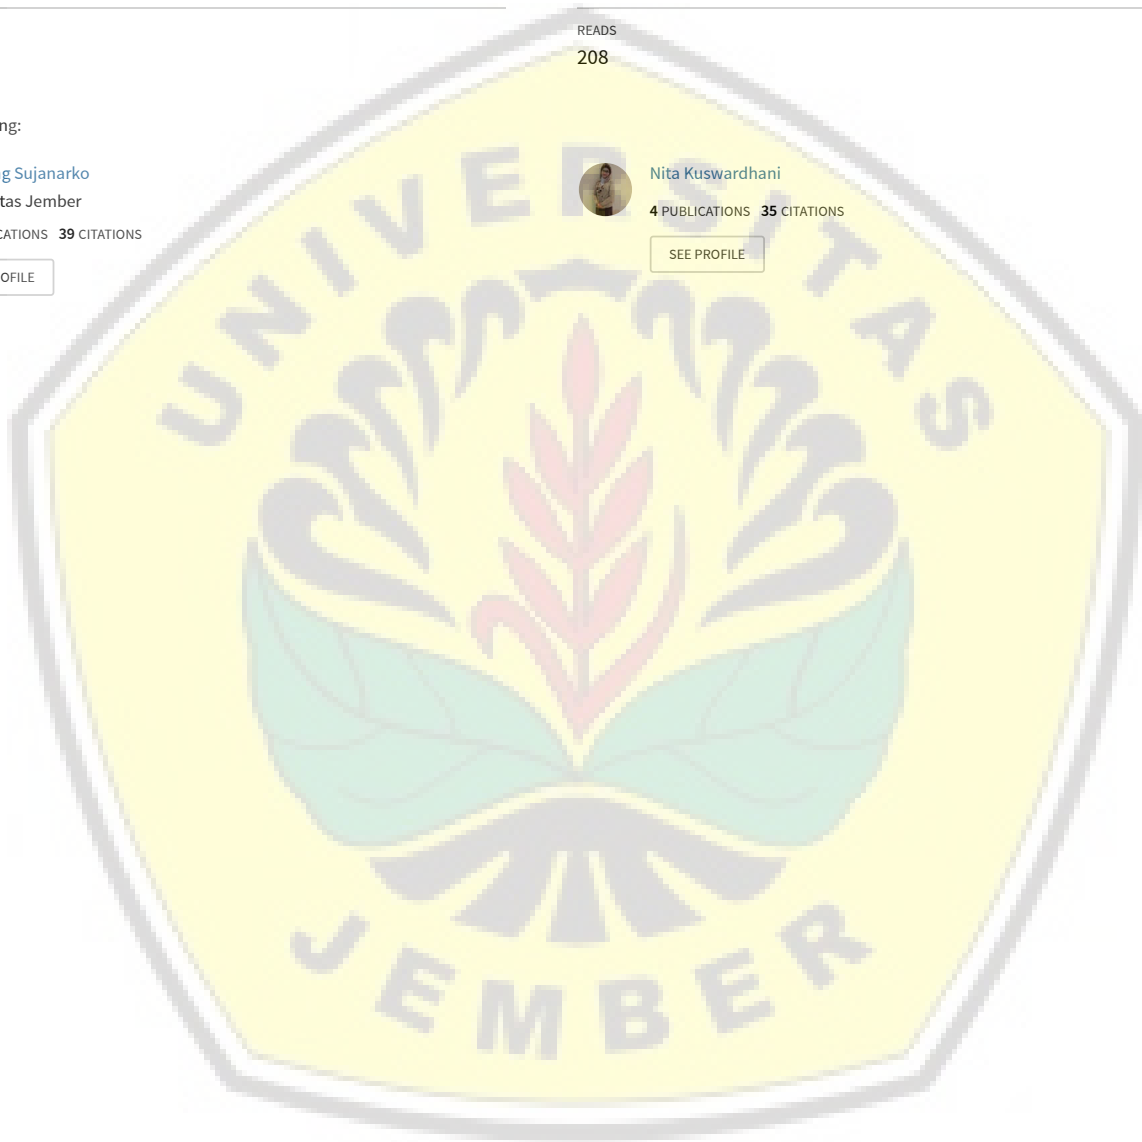 READS
208
ng:
g Sujanarko
tas Jember
CATIONS 39 CITATIONS
OFILE
Nita Kuswardhani
4 PUBLICATIONS 35 CITATIONS
SEE PROFILE
UNIVERSITAS
JEMBER